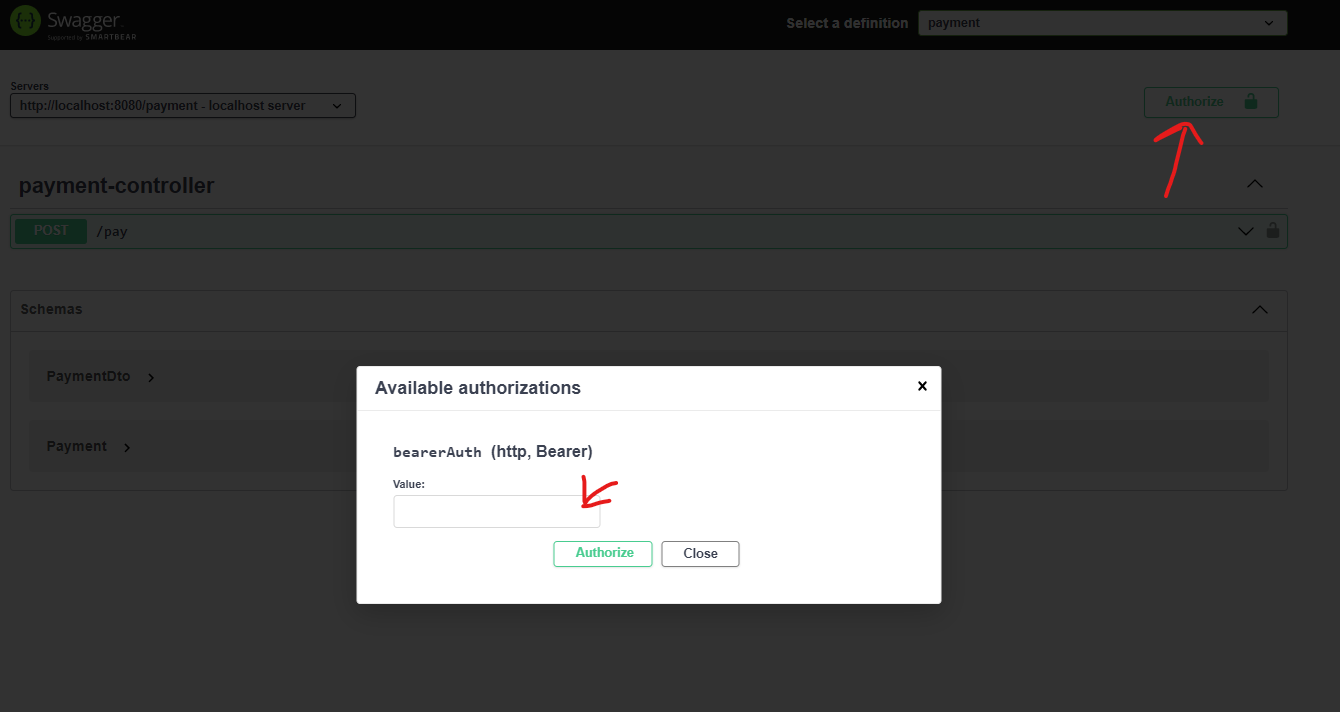 Swagger
Supported by SMARTBEAR
Select a definition
payment
Servers
http://localhost:8080/payment - localhost server
Authorize
payment-controller
POST /pay
Schemas
PaymentDto
Payment
Available authorizations
bearerAuth (http, Bearer)
Value:
Authorize
Close